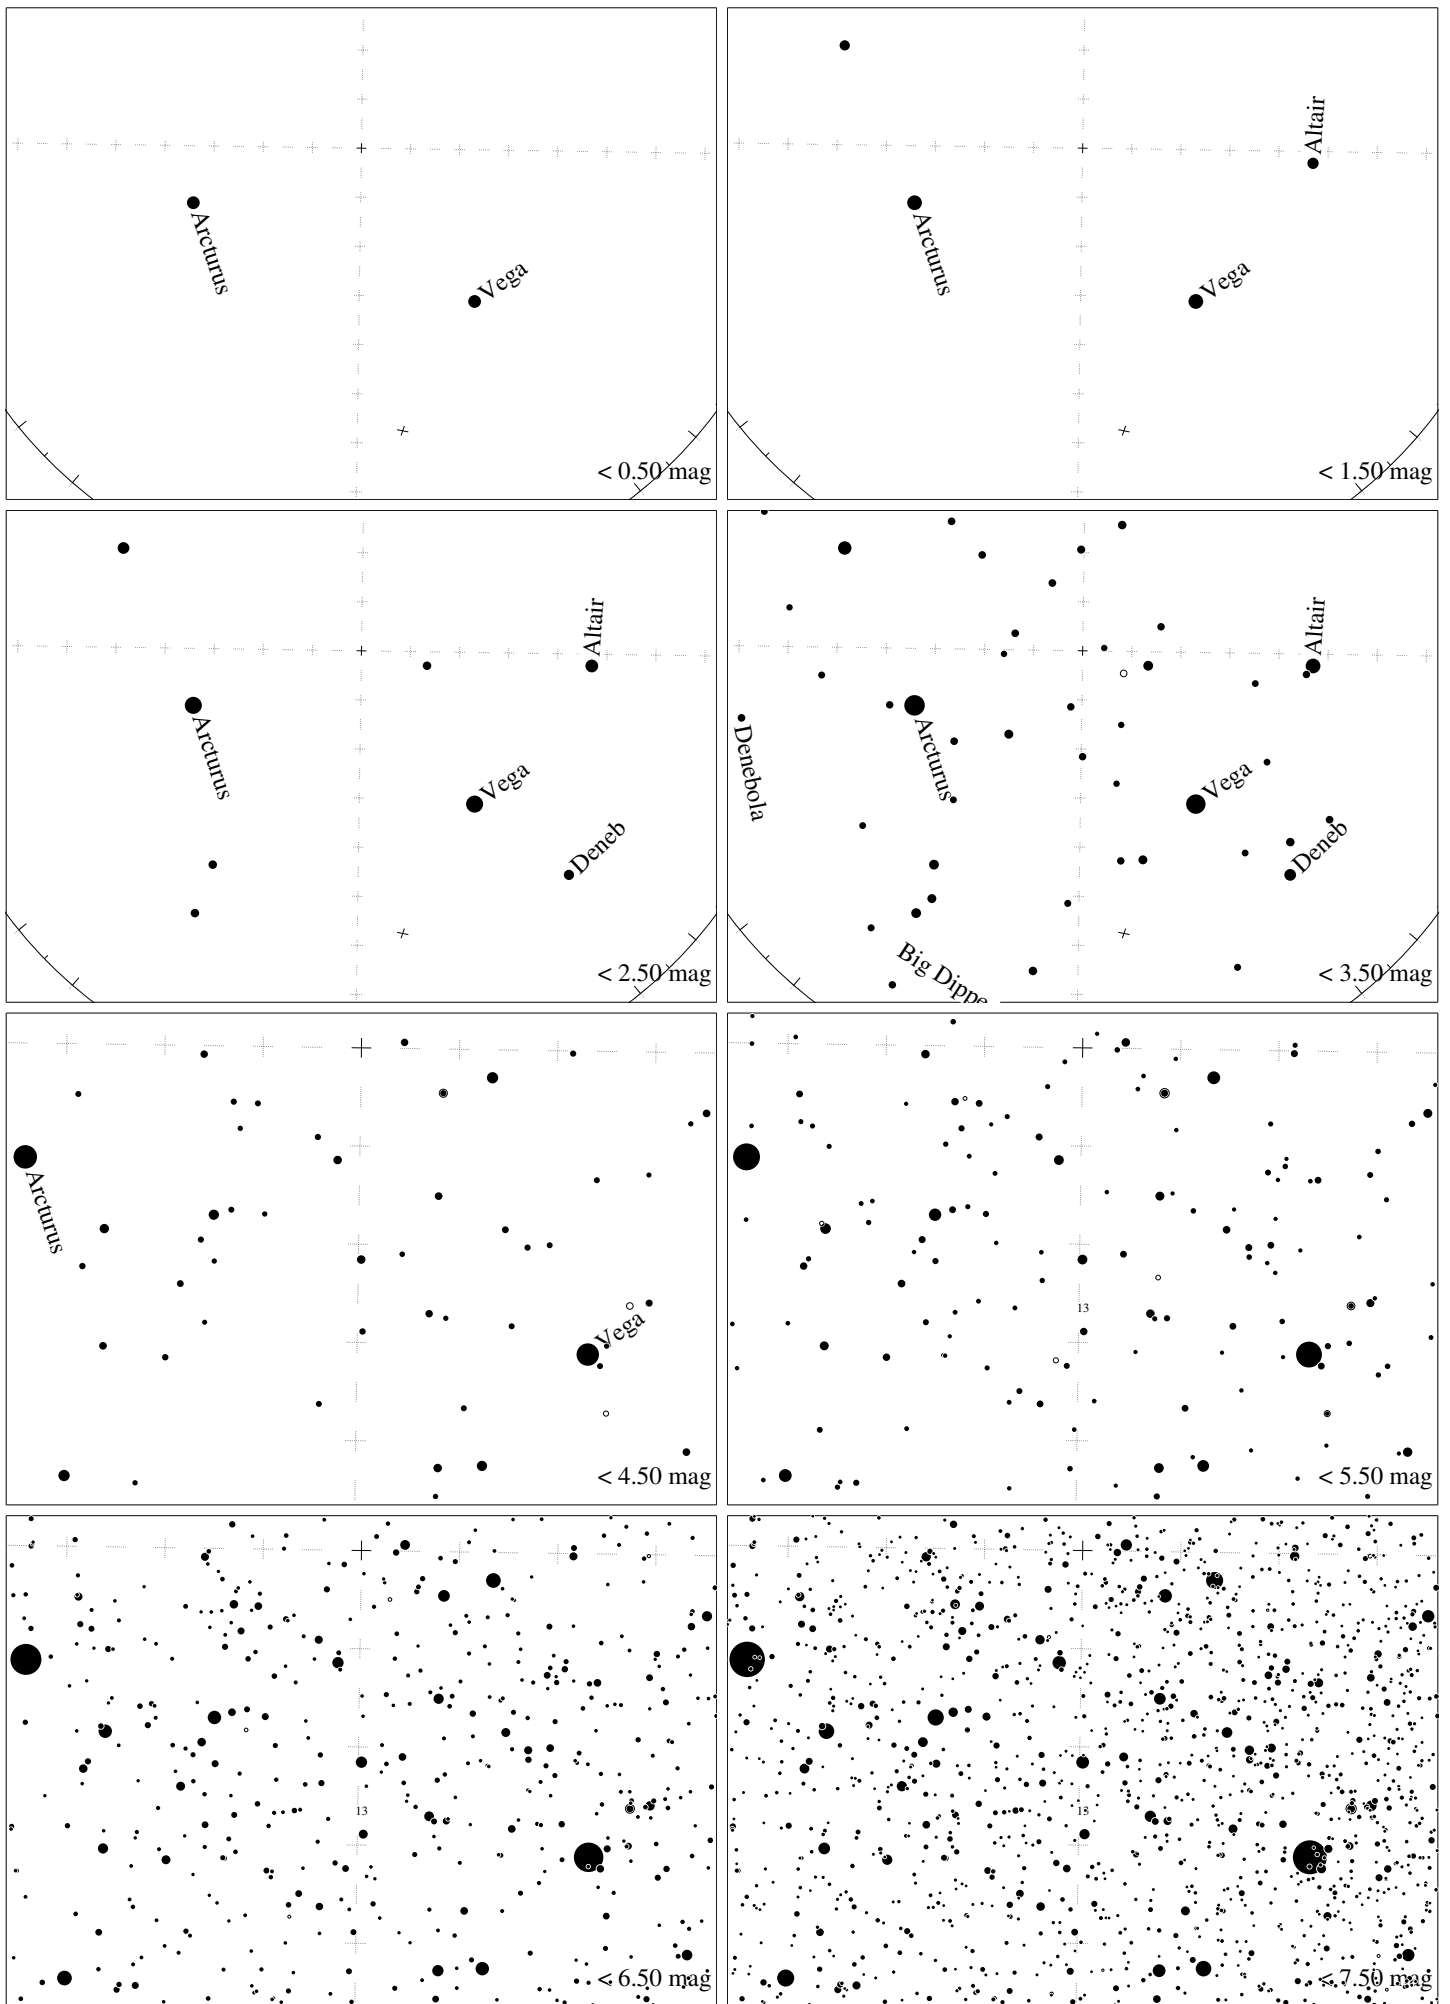 Arcturus
Vega
< 0.50 mag
Altair
Arcturus
Vega
< 1.50 mag
Altair
Arcturus
Vega
Deneb
< 2.50 mag
Altair
Denebola
Arcturus
Vega
Deneb
Big Dippe
< 3.50 mag
Arcturus
Vega
< 4.50 mag
13
< 5.50 mag
13
< 6.50 mag
13
< 7.50 mag